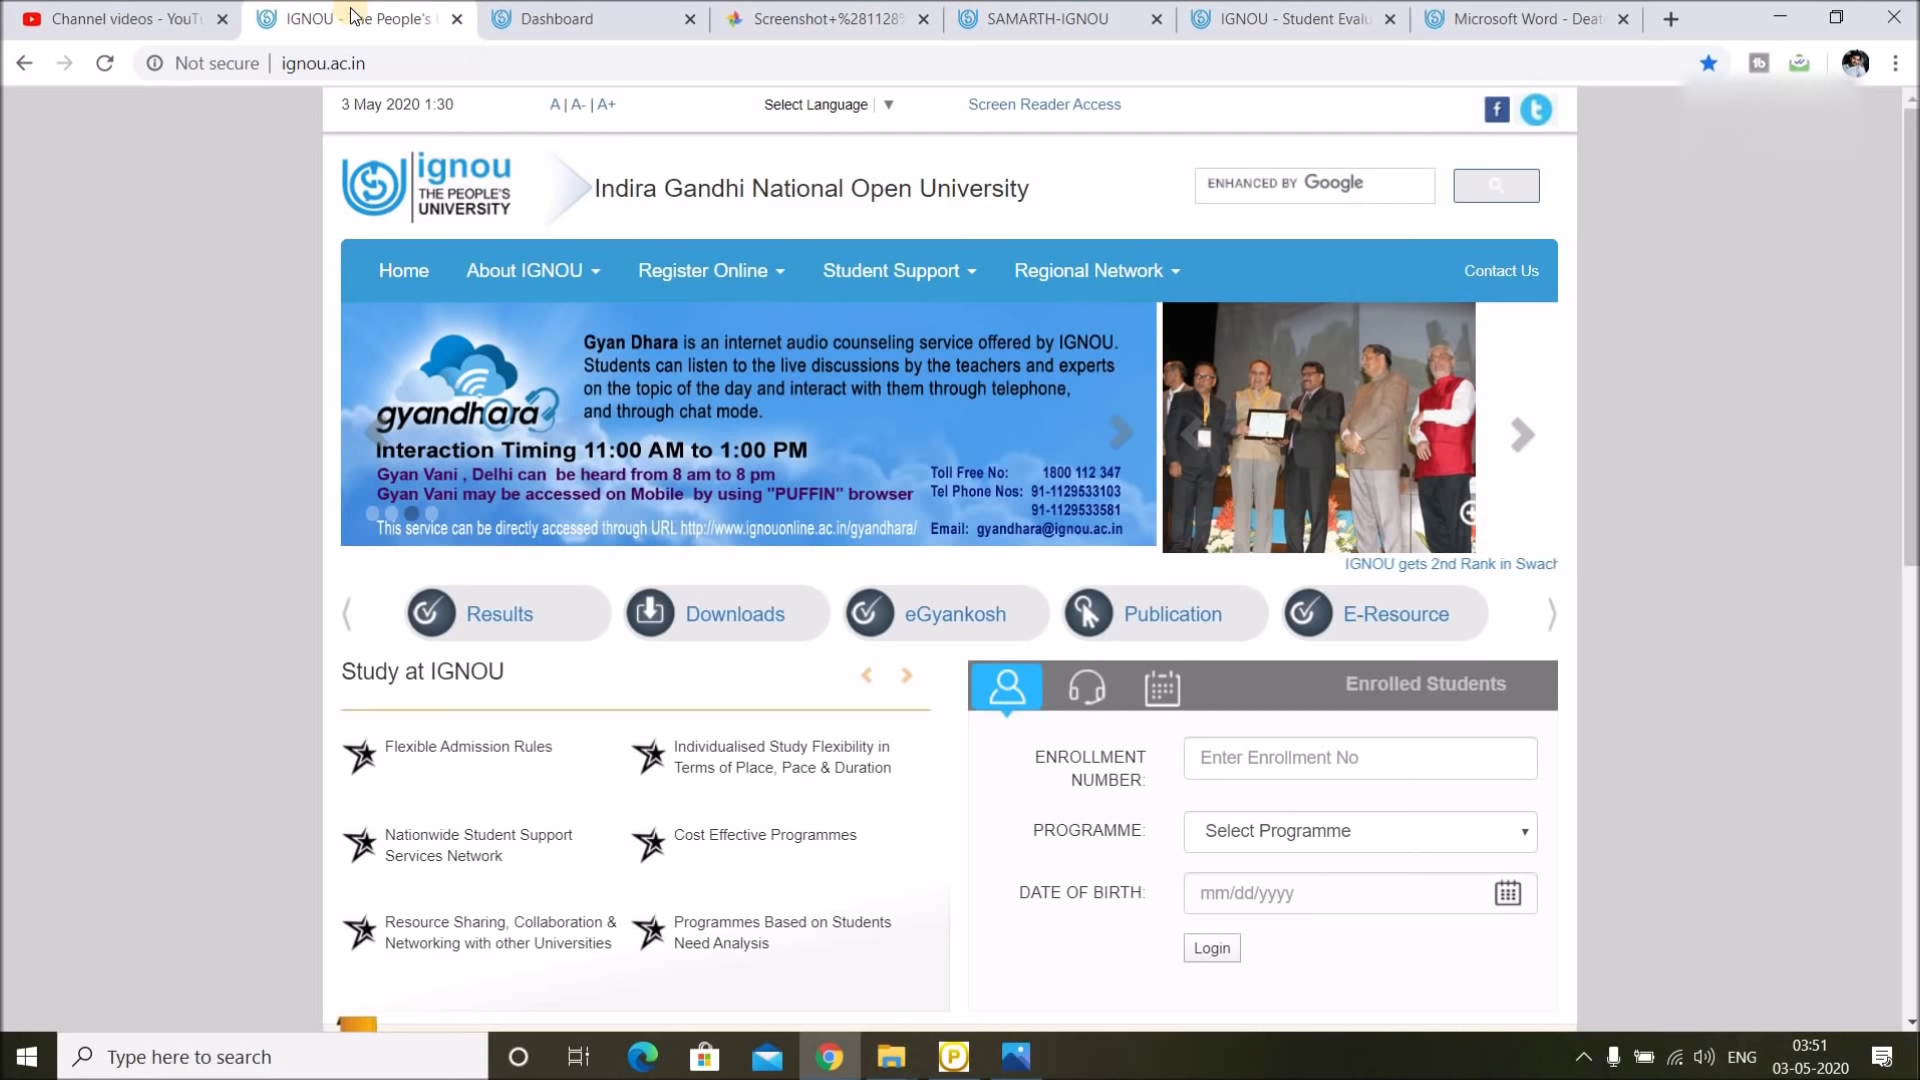 Channel videos - YouTu
IGNOU - The People's
Dashboard
Screenshot+%281128%
SAMARTH-IGNOU
IGNOU - Student Evalu
Microsoft Word - Deat
Not secure
ignou.ac.in
3 May 2020 1:30
A | A- | A+
Select Language ▼
Screen Reader Access
ignou
THE PEOPLE'S
UNIVERSITY
Indira Gandhi National Open University
ENHANCED BY Google
Home
About IGNOU
Register Online
Student Support
Regional Network
Contact Us
gyandhara
Gyan Dhara is an internet audio counseling service offered by IGNOU.
Students can listen to the live discussions by the teachers and experts
on the topic of the day and interact with them through telephone,
and through chat mode.
Interaction Timing 11:00 AM to 1:00 PM
Gyan Vani , Delhi can be heard from 8 am to 8 pm
Gyan Vani may be accessed on Mobile by using "PUFFIN" browser
This service can be directly accessed through URL http://www.ignouonline.ac.in/gyandhara/
Toll Free No: 1800 112 347
Tel Phone Nos: 91-1129533103
91-1129533581
Email: gyandhara@ignou.ac.in
IGNOU gets 2nd Rank in Swach
Results
Downloads
eGyankosh
Publication
E-Resource
Study at IGNOU
Flexible Admission Rules
Individualised Study Flexibility in
Terms of Place, Pace & Duration
Nationwide Student Support
Services Network
Cost Effective Programmes
Resource Sharing, Collaboration &
Networking with other Universities
Programmes Based on Students
Need Analysis
Enrolled Students
ENROLLMENT
NUMBER:
Enter Enrollment No
PROGRAMME:
Select Programme
DATE OF BIRTH:
mm/dd/yyyy
Login
Type here to search
ENG
03:51
03-05-2020